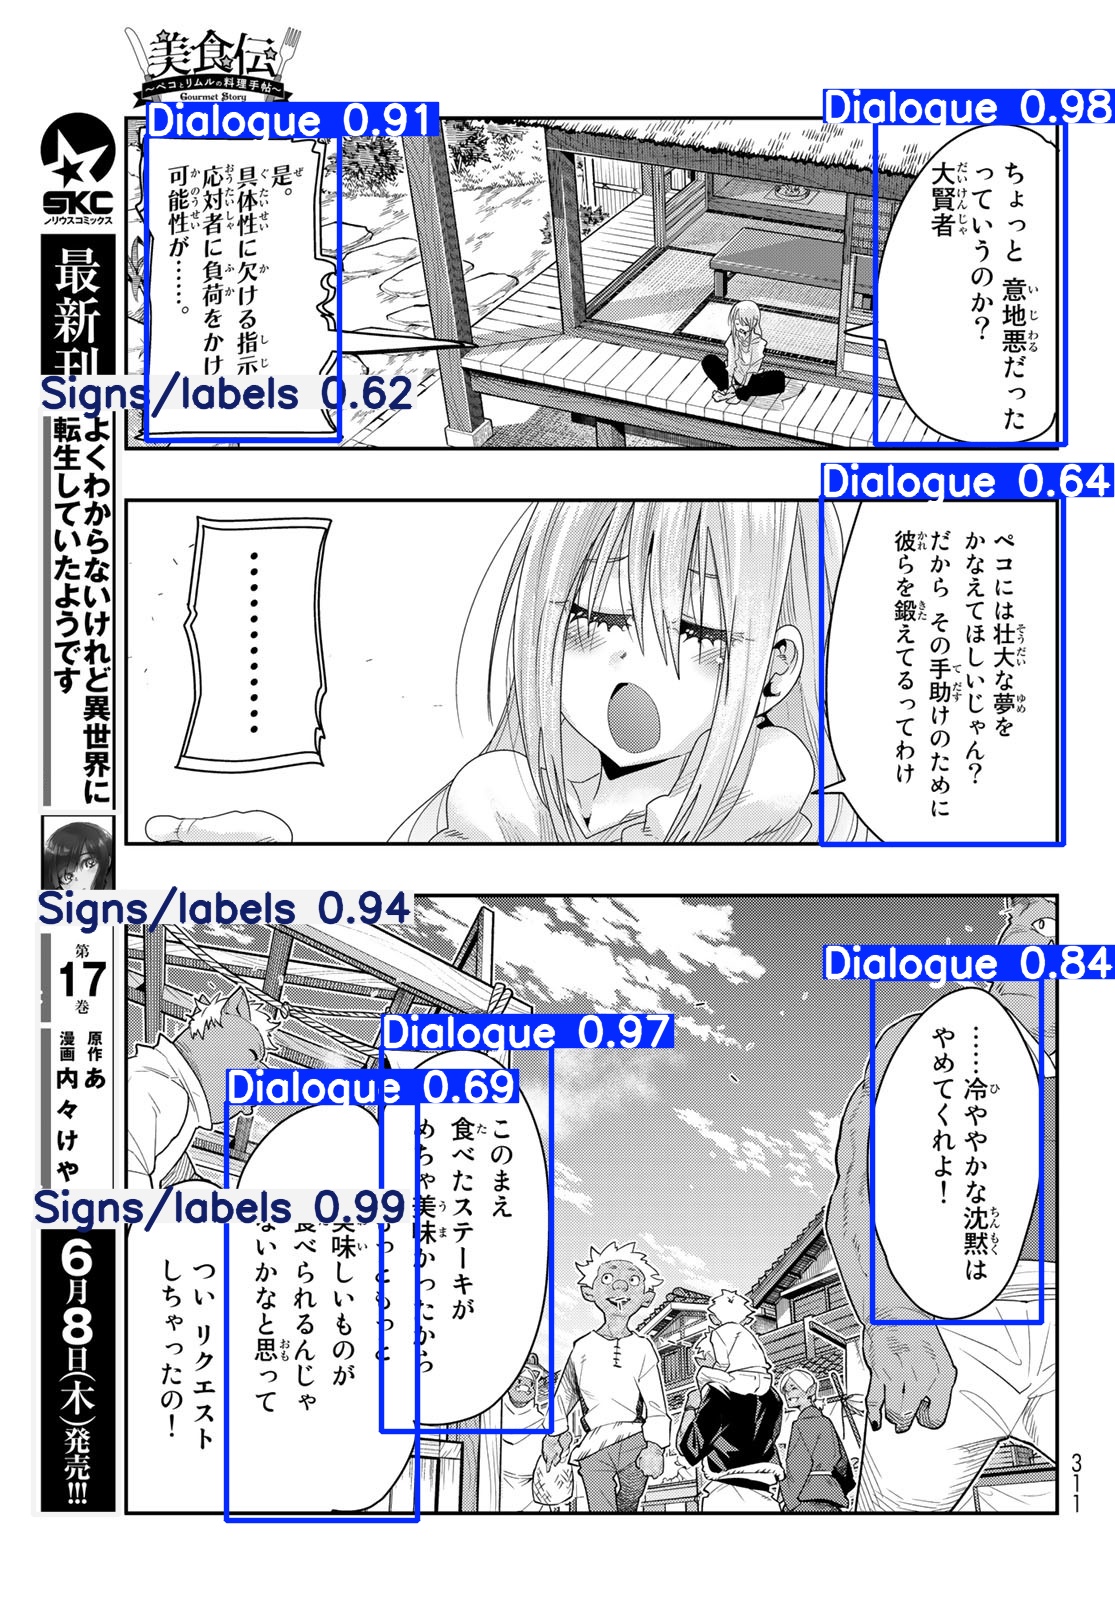 美食伝
～ペコとリムルの料理手帖～
Gourmet Story
Dialogue 0.98
ちょっと 意地悪だった
っていうのか？
大賢者
Dialogue 0.91
是。
具体性に欠ける指示
応対者に負荷をかけ
可能性が……。
Dialogue 0.64
ペコには壮大な夢を
かなえてほしいじゃん？
だから その手助けのために
彼らを鍛えてるってわけ
…………
Dialogue 0.84
……冷ややかな沈黙は
やめてくれよ！
Dialogue 0.97
このまえ
食べたステーキが
めちゃ美味かったから
Dialogue 0.69
もっともっと
美味しいものが
食べられるんじゃ
ないかなと思って
つい リクエスト
しちゃったの！
SKC
シリウスコミックス
最新刊
Signs/labels 0.62
よくわからないけれど異世界に
転生していたようです
Signs/labels 0.94
第
17
巻
原作 あ
漫画 内々けや
Signs/labels 0.99
6月8日(木)発売!!!
311